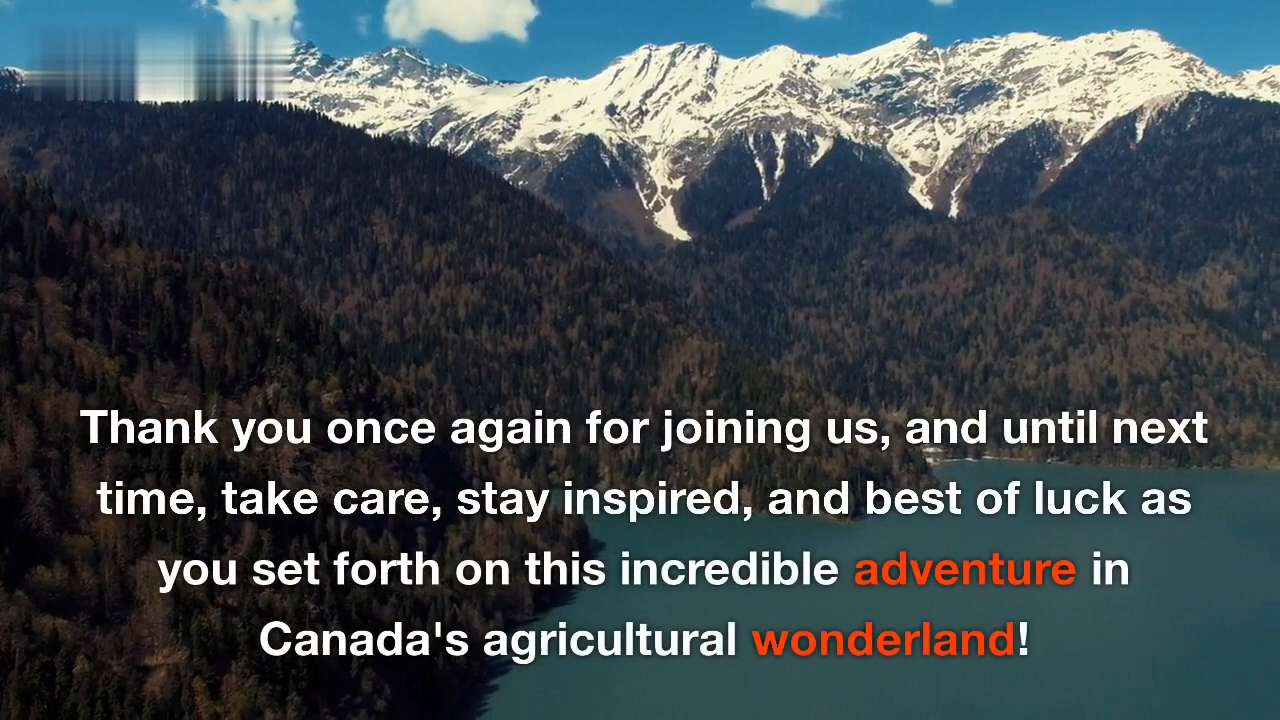 Thank you once again for joining us, and until next
time, take care, stay inspired, and best of luck as
you set forth on this incredible adventure in
Canada's agricultural wonderland!